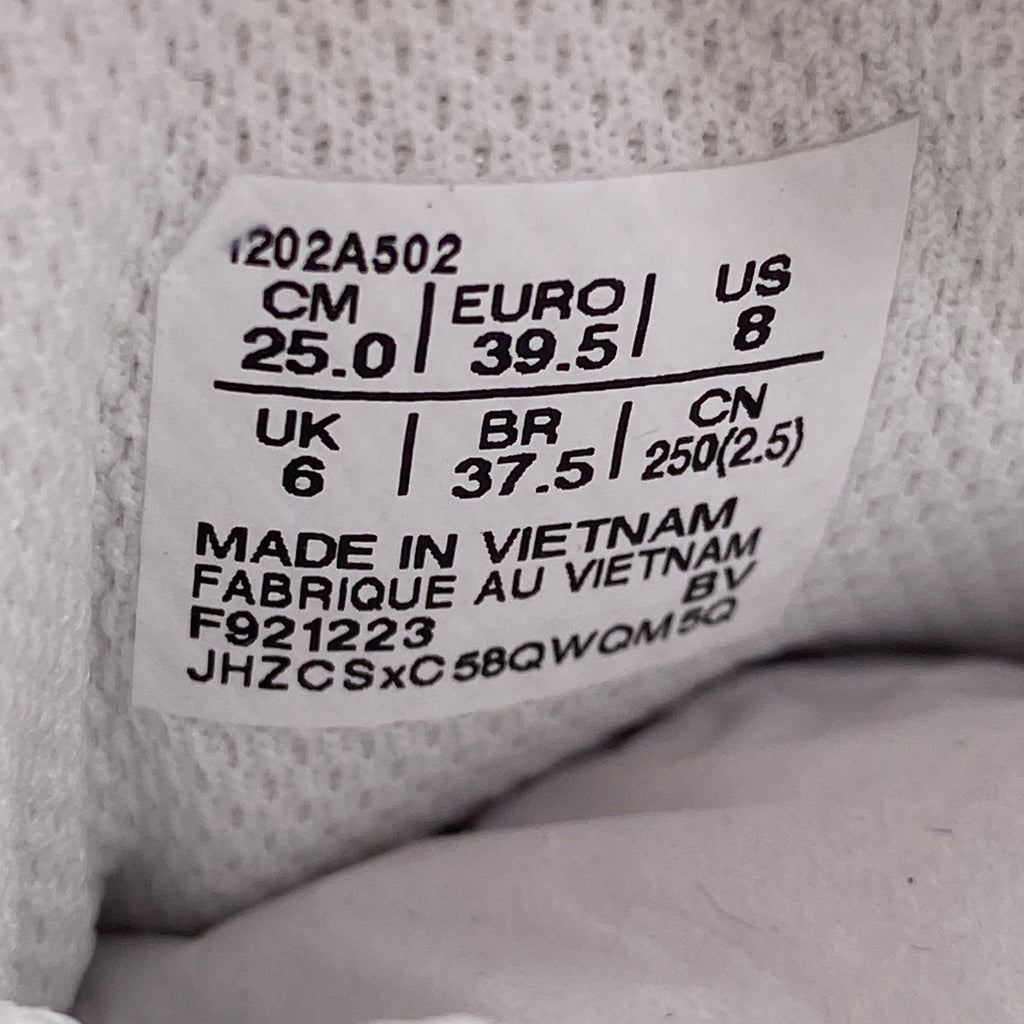 1202A502
CM | EURO | US
25.0 | 39.5 | 8
UK | BR | CN
6 | 37.5 | 250(2.5)
MADE IN VIETNAM
FABRIQUE AU VIETNAM
BV
F921223
JHZCSxC58QWQM5Q